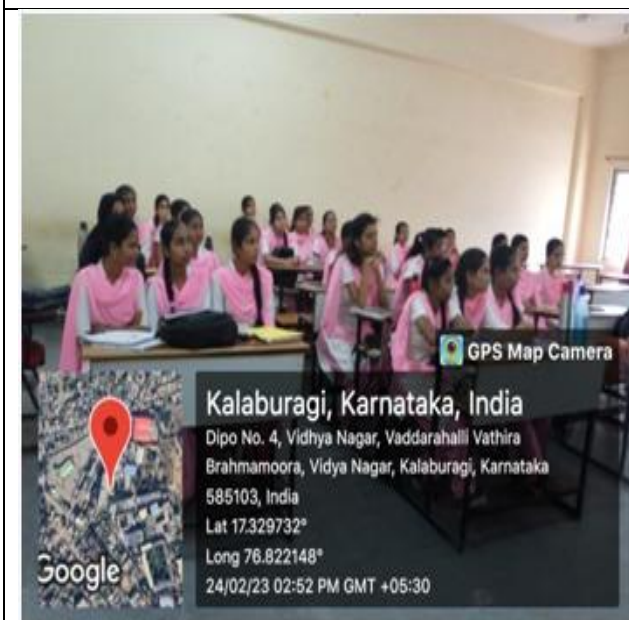 GPS Map Camera
Kalaburagi, Karnataka, India
Dipo No. 4, Vidhya Nagar, Vaddarahalli Vathira
Brahmamoora, Vidya Nagar, Kalaburagi, Karnataka
585103, India
Lat 17.329732°
Long 76.822148°
24/02/23 02:52 PM GMT +05:30
Google